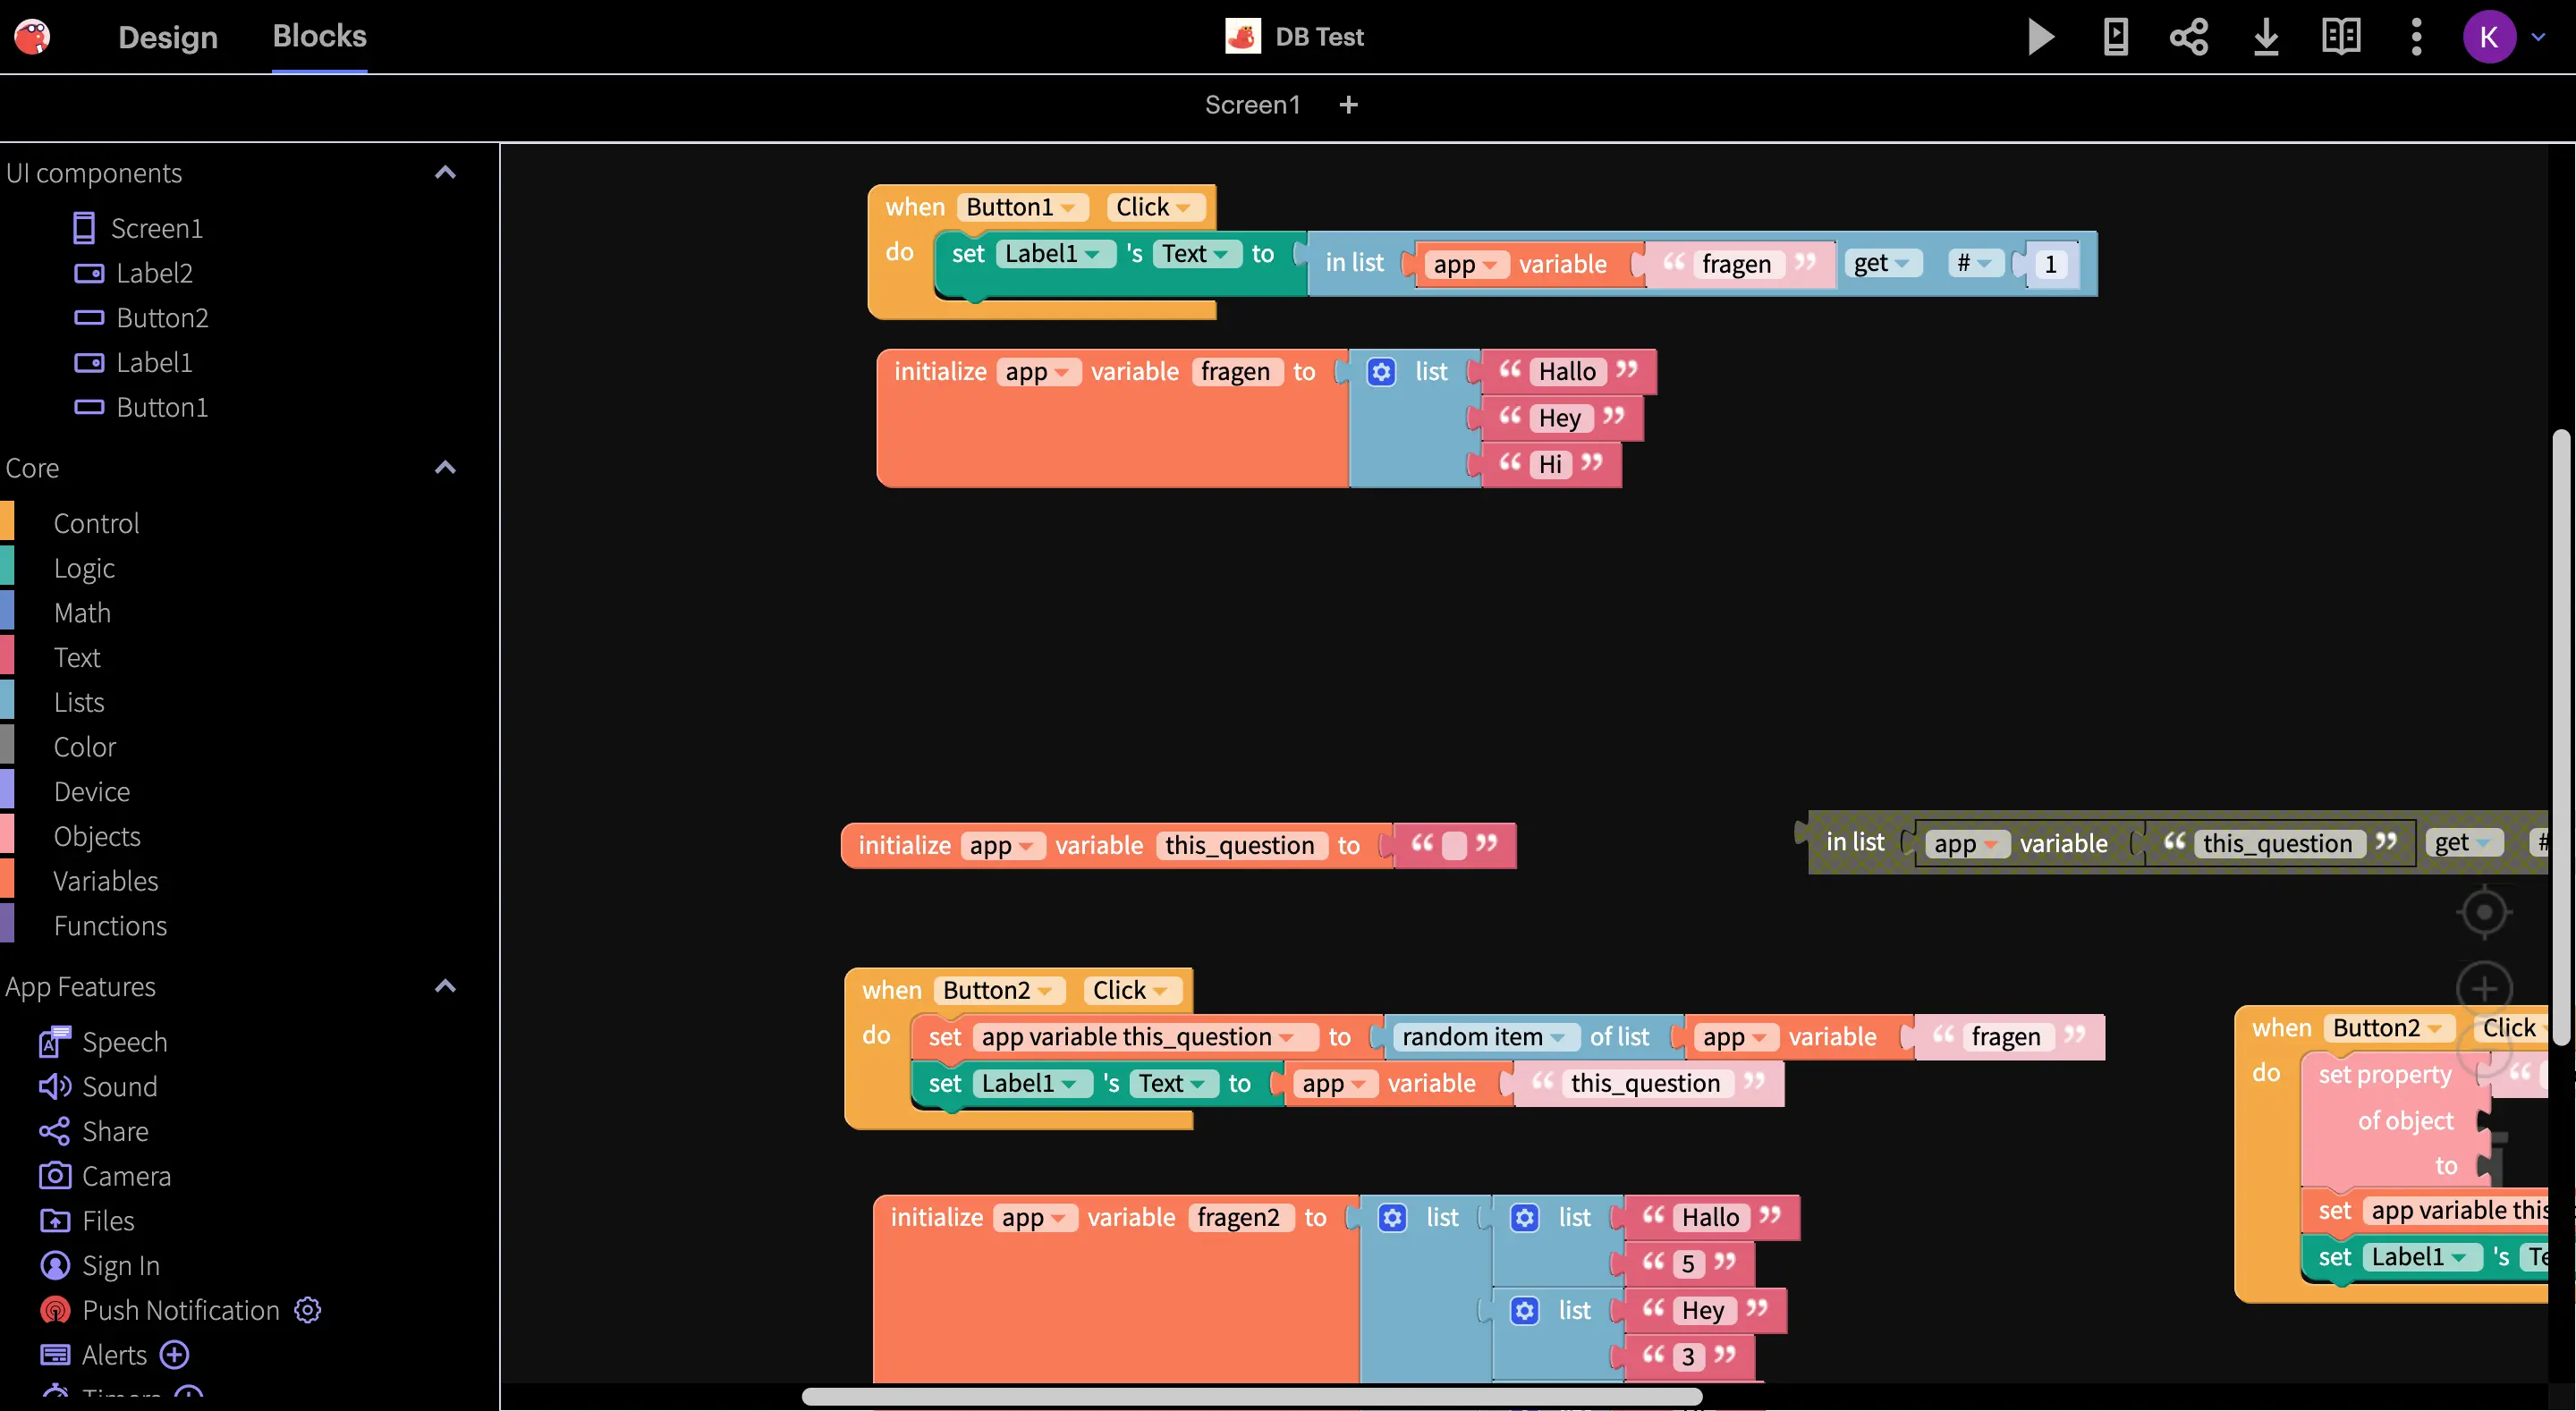 Design Blocks DB Test K
Screen1 +
UI components
Screen1
Label2
Button2
Label1
Button1
Core
Control
Logic
Math
Text
Lists
Color
Device
Objects
Variables
Functions
App Features
Speech
Sound
Share
Camera
Files
Sign In
Push Notification
Alerts
Timers
when Button1 Click
do set Label1 's Text to in list app variable “ fragen ” get # 1
initialize app variable fragen to list “ Hallo ”
“ Hey ”
“ Hi ”
initialize app variable this_question to “ ”
in list app variable “ this_question ” get #
when Button2 Click
do set app variable this_question to random item of list app variable “ fragen ”
set Label1 's Text to app variable “ this_question ”
initialize app variable fragen2 to list list “ Hallo ”
“ 5 ”
list “ Hey ”
“ 3 ”
when Button2 Click
do set property “
of object
to
set app variable this
set Label1 's Te